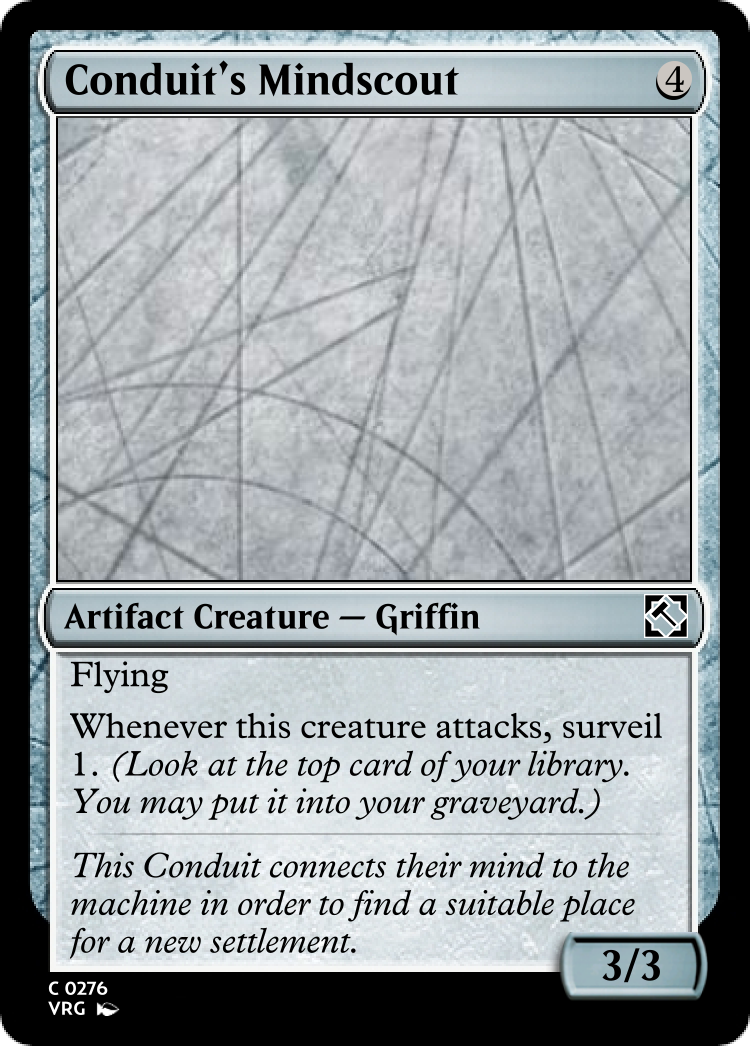 Conduit's Mindscout
4
Artifact Creature — Griffin
Flying
Whenever this creature attacks, surveil
1. (Look at the top card of your library.
You may put it into your graveyard.)
This Conduit connects their mind to the
machine in order to find a suitable place
for a new settlement.
3/3
C 0276
VRG